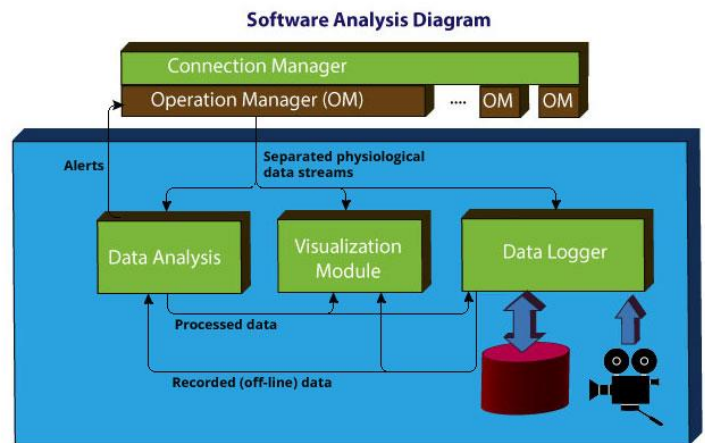 Software Analysis Diagram
Connection Manager
Operation Manager (OM)
....
OM
OM
Alerts
Separated physiological
data streams
Data Analysis
Visualization
Module
Data Logger
Processed data
Recorded (off-line) data